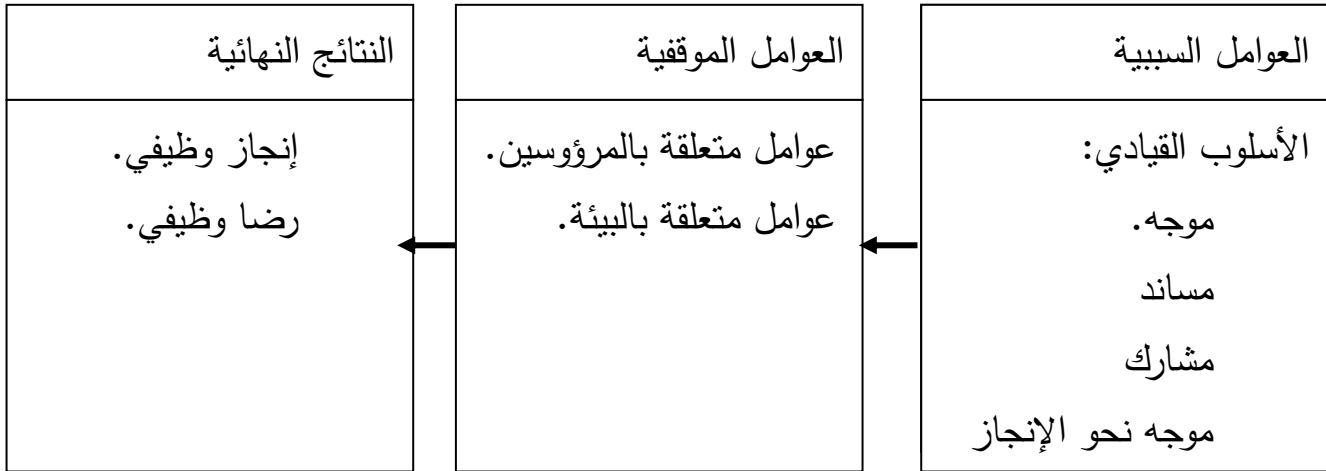 العوامل السببية
الأسلوب القيادي:
موجه.
مساند
مشارك
موجه نحو الإنجاز
العوامل الموقفية
عوامل متعلقة بالمرؤوسين.
عوامل متعلقة بالبيئة.
النتائج النهائية
إنجاز وظيفي.
رضا وظيفي.